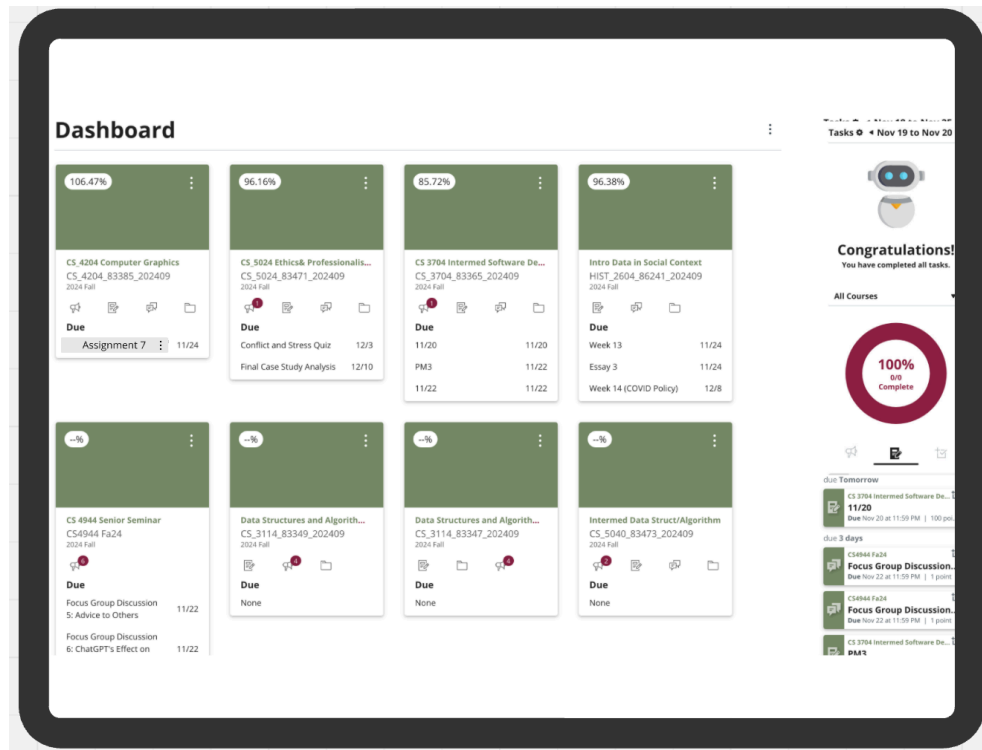 Dashboard
106.47%
CS_4204 Computer Graphics
CS_4204_83385_202409
2024 Fall
Due
Assignment 7 11/24
96.16%
CS_5024 Ethics& Professionalis...
CS_5024_83471_202409
2024 Fall
1
Due
Conflict and Stress Quiz 12/3
Final Case Study Analysis 12/10
85.72%
CS 3704 Intermed Software De...
CS_3704_83365_202409
2024 Fall
1
Due
11/20 11/20
PM3 11/22
11/22 11/22
96.38%
Intro Data in Social Context
HIST_2604_86241_202409
2024 Fall
Due
Week 13 11/24
Essay 3 11/24
Week 14 (COVID Policy) 12/8
--%
CS 4944 Senior Seminar
CS4944 Fa24
2024 Fall
6
Due
Focus Group Discussion
5: Advice to Others 11/22
Focus Group Discussion
6: ChatGPT's Effect on 11/22
--%
Data Structures and Algorith...
CS_3114_83349_202409
2024 Fall
4
Due
None
--%
Data Structures and Algorith...
CS_3114_83347_202409
2024 Fall
4
Due
None
--%
Intermed Data Struct/Algorithm
CS_5040_83473_202409
2024 Fall
2
Due
None
Tasks Nov 19 to Nov 20
Congratulations!
You have completed all tasks.
All Courses
100%
0/0
Complete
due Tomorrow
CS 3704 Intermed Software De...
11/20
Due Nov 20 at 11:59 PM | 100 poi..
due 3 days
CS4944 Fa24
Focus Group Discussion..
Due Nov 22 at 11:59 PM | 1 point
CS4944 Fa24
Focus Group Discussion..
Due Nov 22 at 11:59 PM | 1 point
CS 3704 Intermed Software De...
PM3